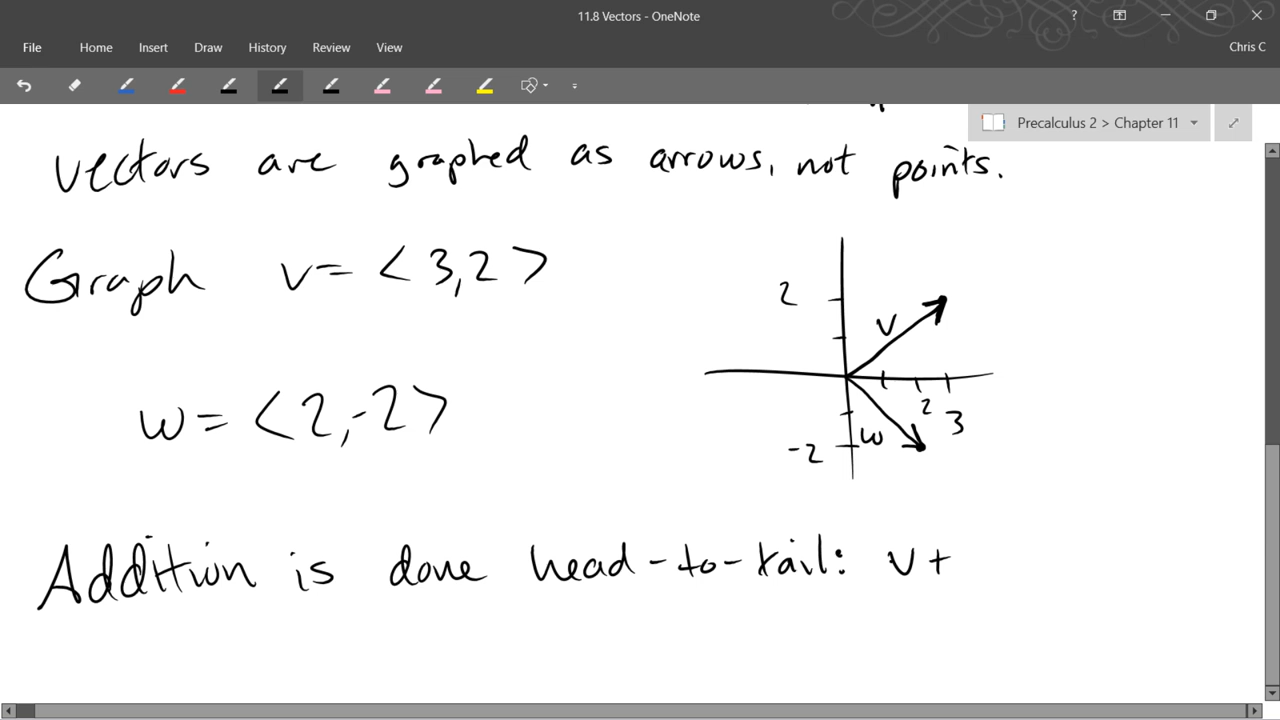 11.8 Vectors - OneNote
?
File Home Insert Draw History Review View
Chris C
Precalculus 2 > Chapter 11
vectors are graphed as arrows, not points.
Graph v = < 3,2 >
2
v
w = < 2,-2 >
2 3
w
-2
Addition is done head-to-tail: v +